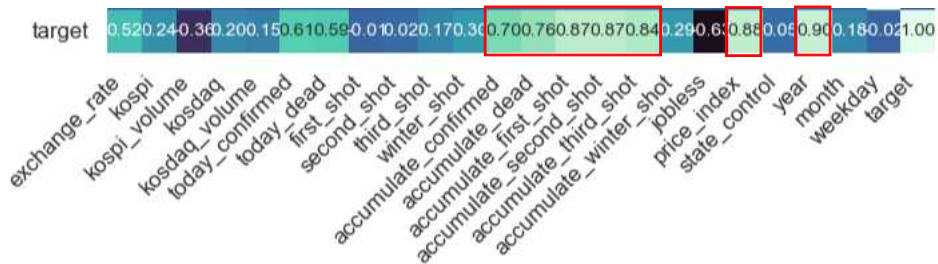 target 0.52 0.24 -0.36 0.20 0.15 0.61 0.59 -0.01 0.02 0.17 0.30 0.70 0.76 0.87 0.87 0.84 0.29 -0.63 0.88 0.05 0.90 0.18 -0.02 1.00
exchange_rate
kospi
kospi_volume
kosdaq
kosdaq_volume
today_confirmed
today_dead
first_shot
second_shot
third_shot
winter_shot
accumulate_confirmed
accumulate_dead
accumulate_first_shot
accumulate_second_shot
accumulate_third_shot
accumulate_winter_shot
jobless
price_index
state_control
year
month
weekday
target